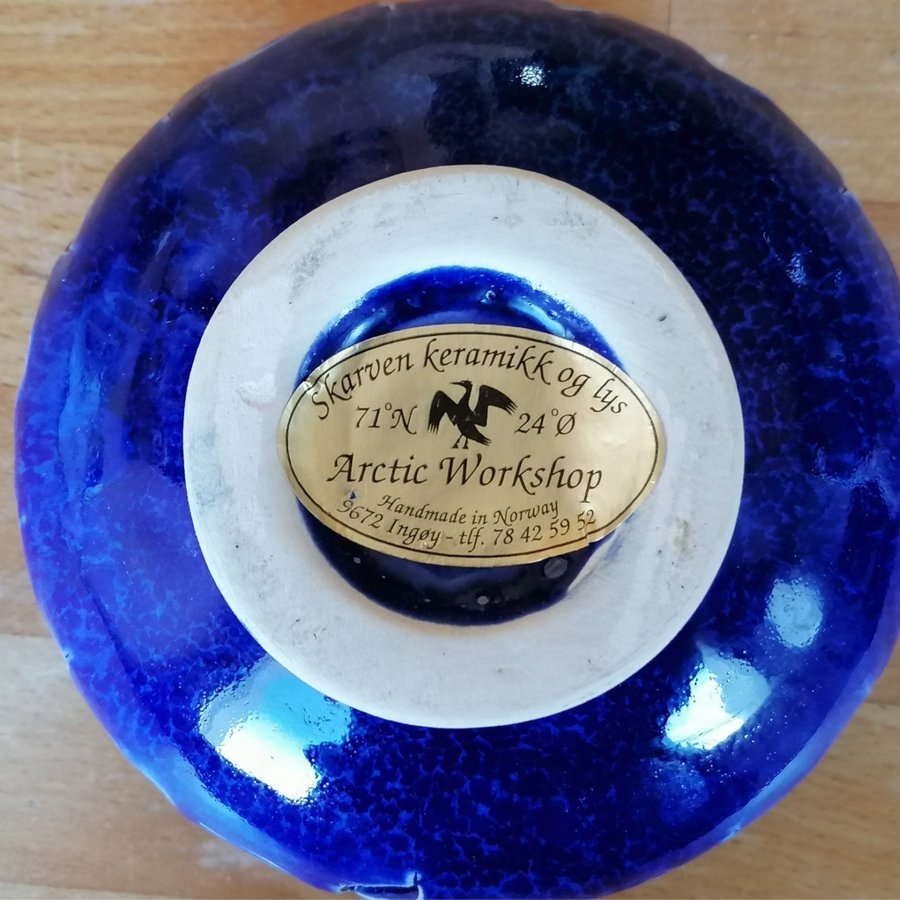 Skarven keramikk og lys
71°N 24°Ø
Arctic Workshop
Handmade in Norway
9672 Ingøy - tlf. 78 42 59 52